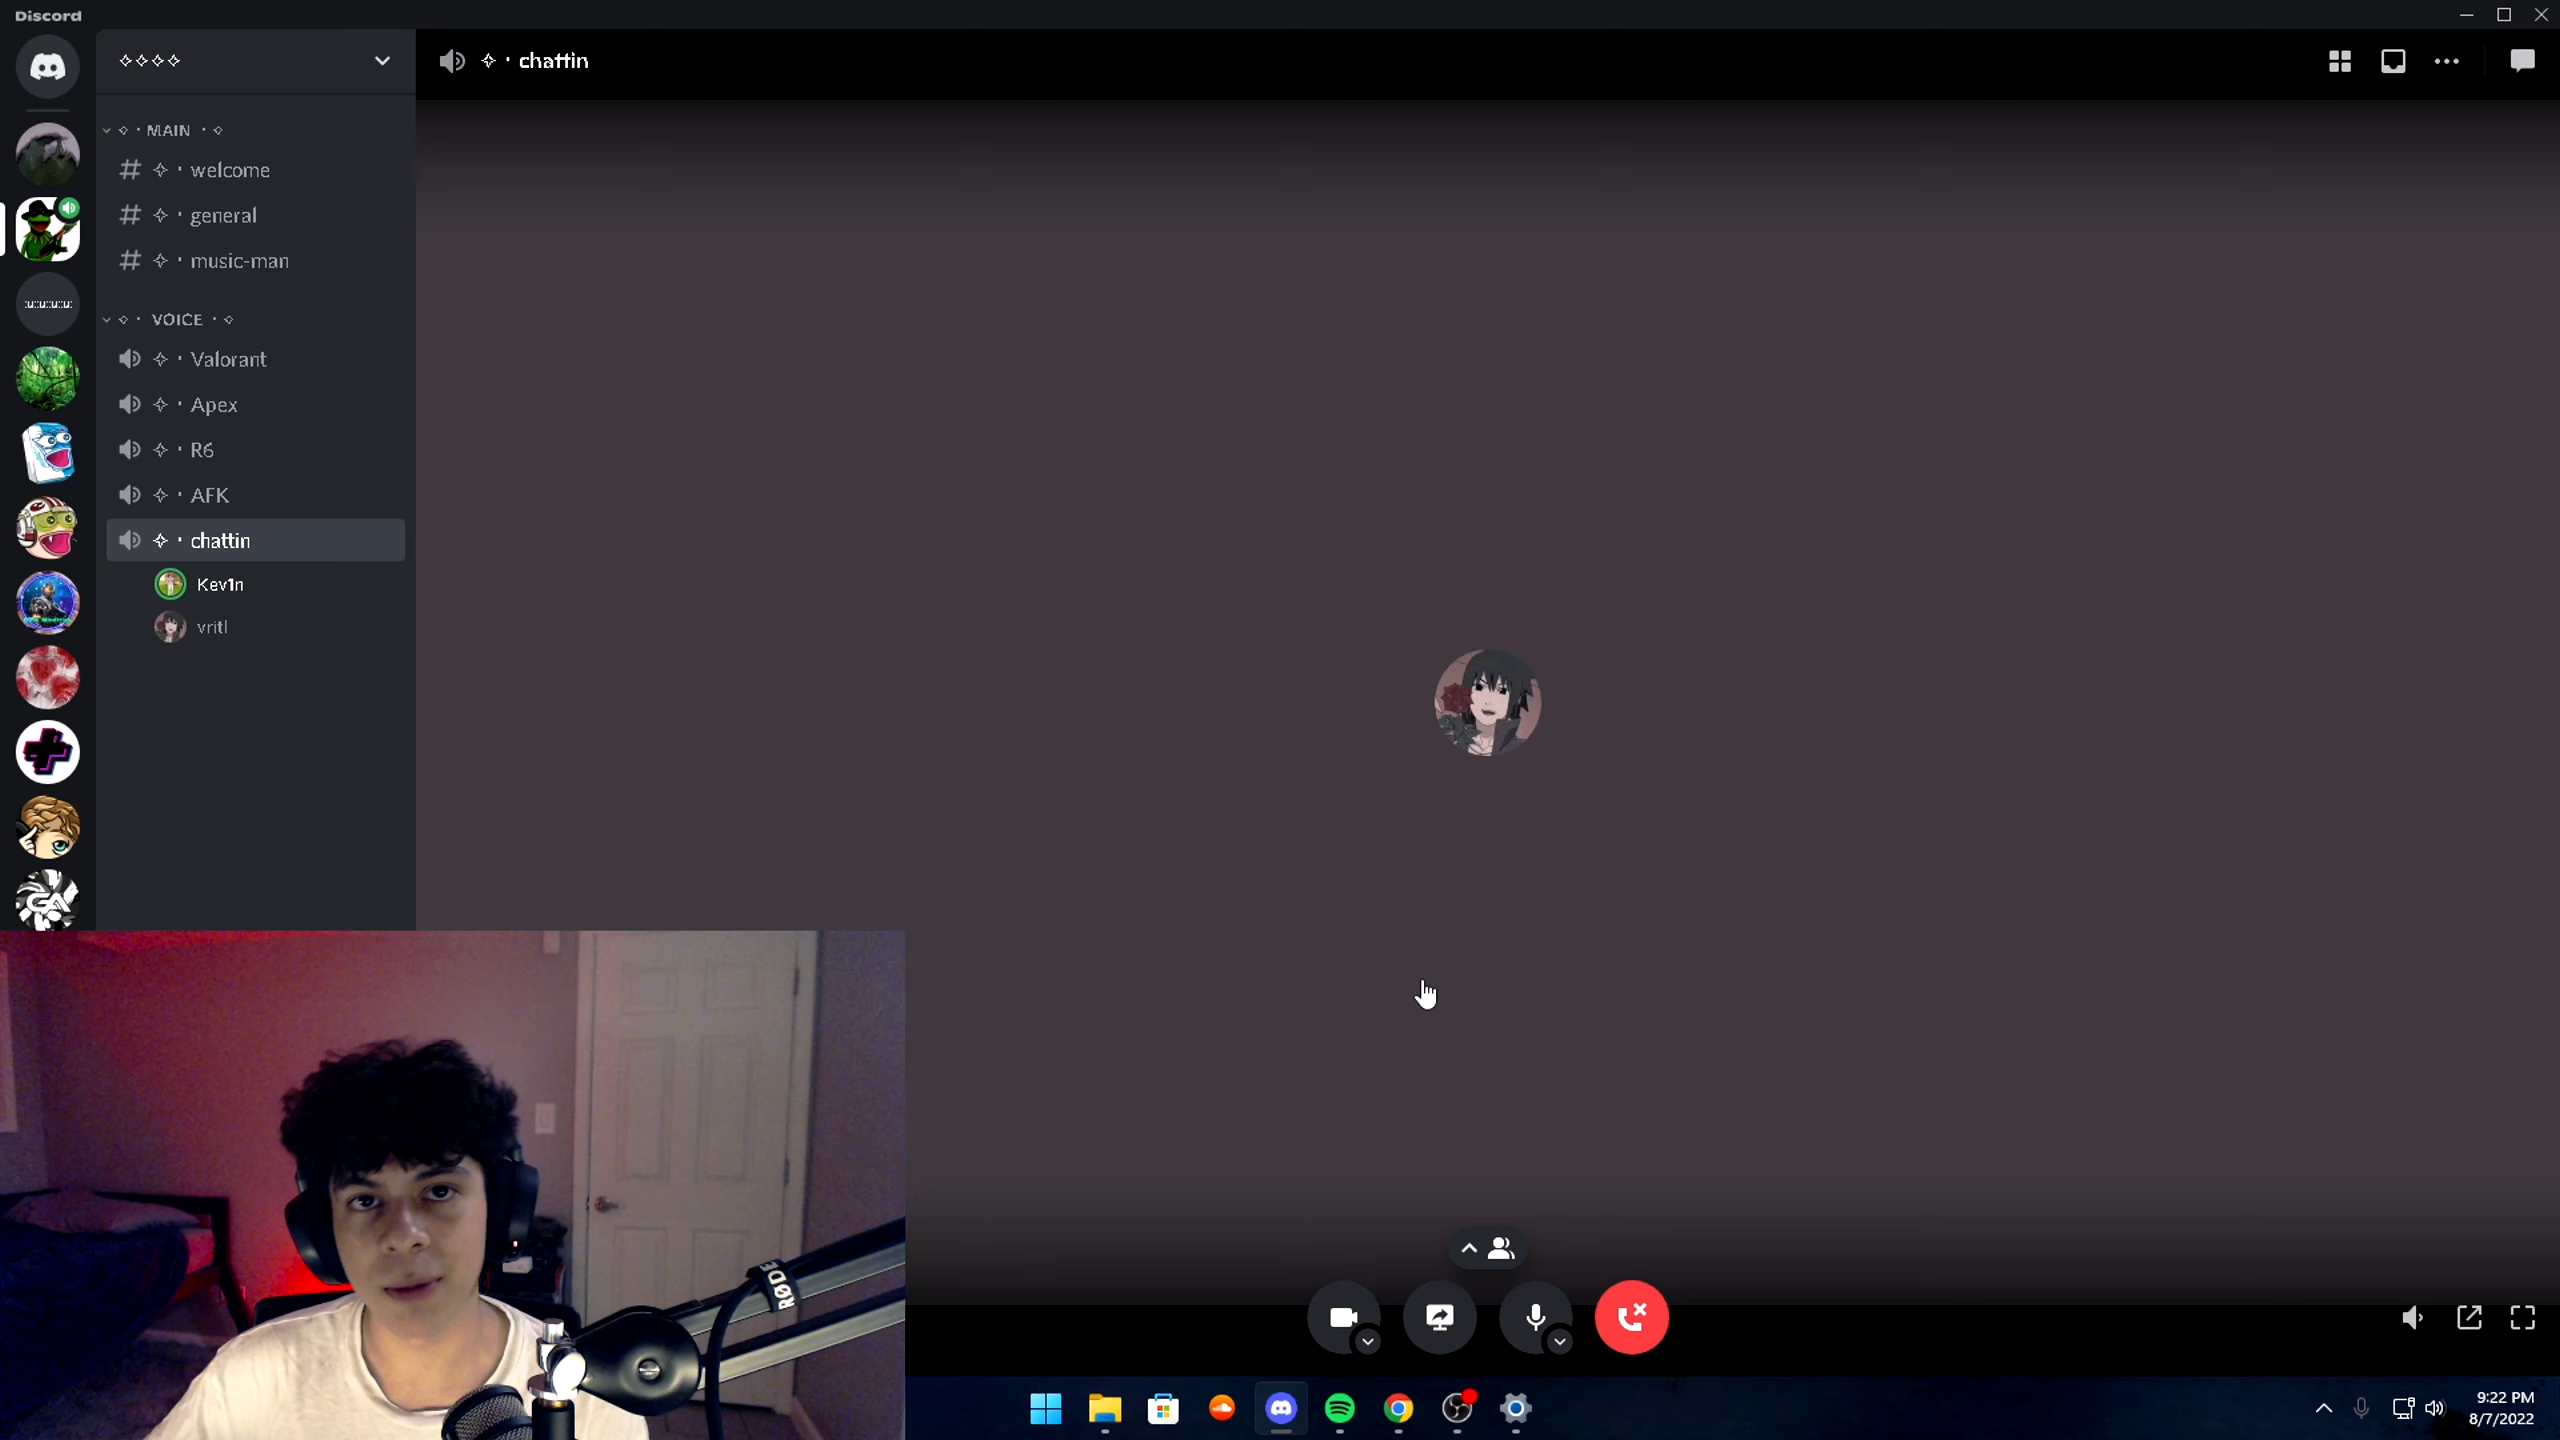 Discord
✧✧✧✧
✧ · chattin
⋄ · MAIN · ⋄
# ✧ · welcome
# ✧ · general
# ✧ · music-man
:u::u::u::u:
⋄ · VOICE · ⋄
✧ · Valorant
✧ · Apex
✧ · R6
✧ · AFK
✧ · chattin
Kev1n
vritl
GA
RØDE
9:22 PM
8/7/2022